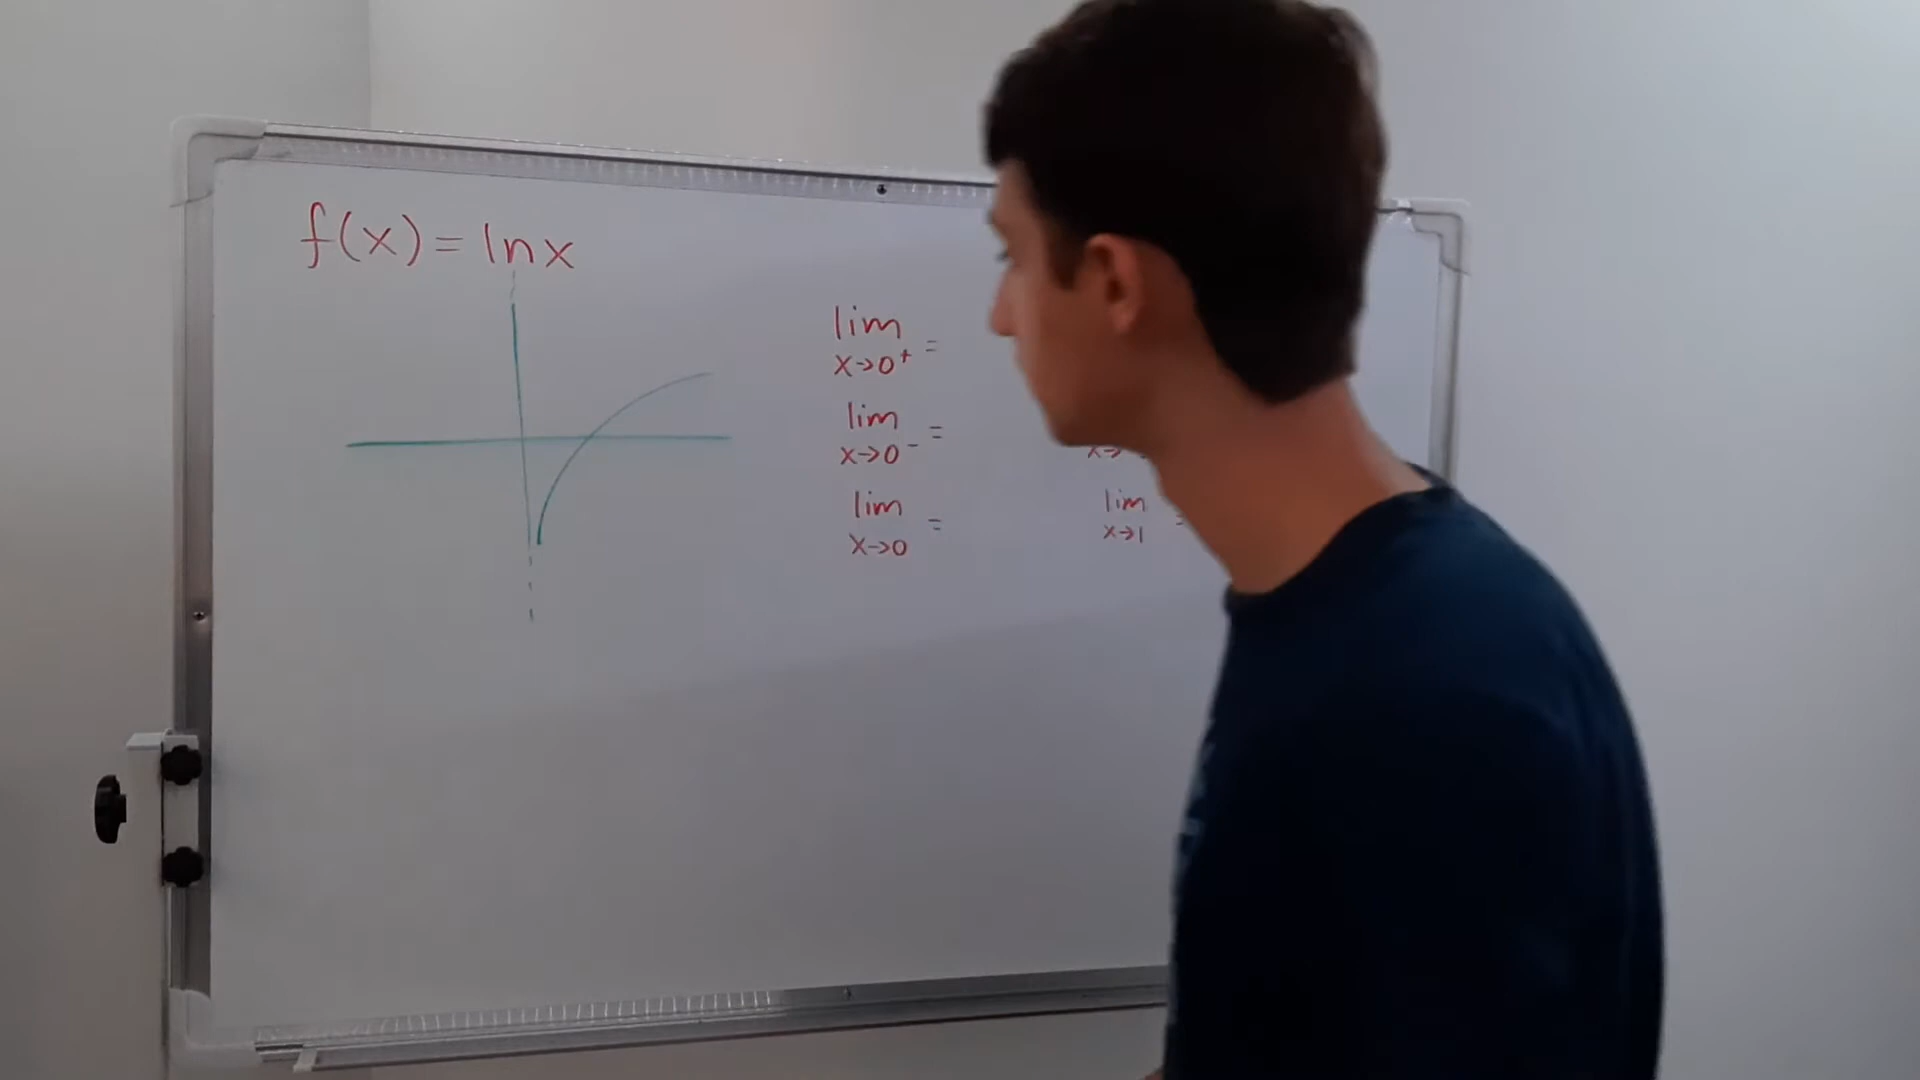 f(x) = ln x
lim =
x→0⁺
lim =
x→0⁻
lim =
x→0
x→
lim =
x→1